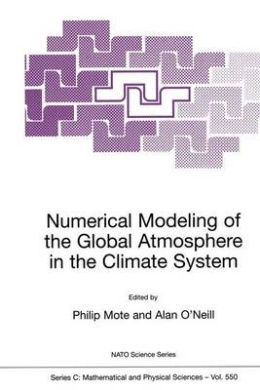 Numerical Modeling of
the Global Atmosphere
in the Climate System
Edited by
Philip Mote and Alan O'Neill
NATO Science Series
Series C: Mathematical and Physical Sciences – Vol. 550